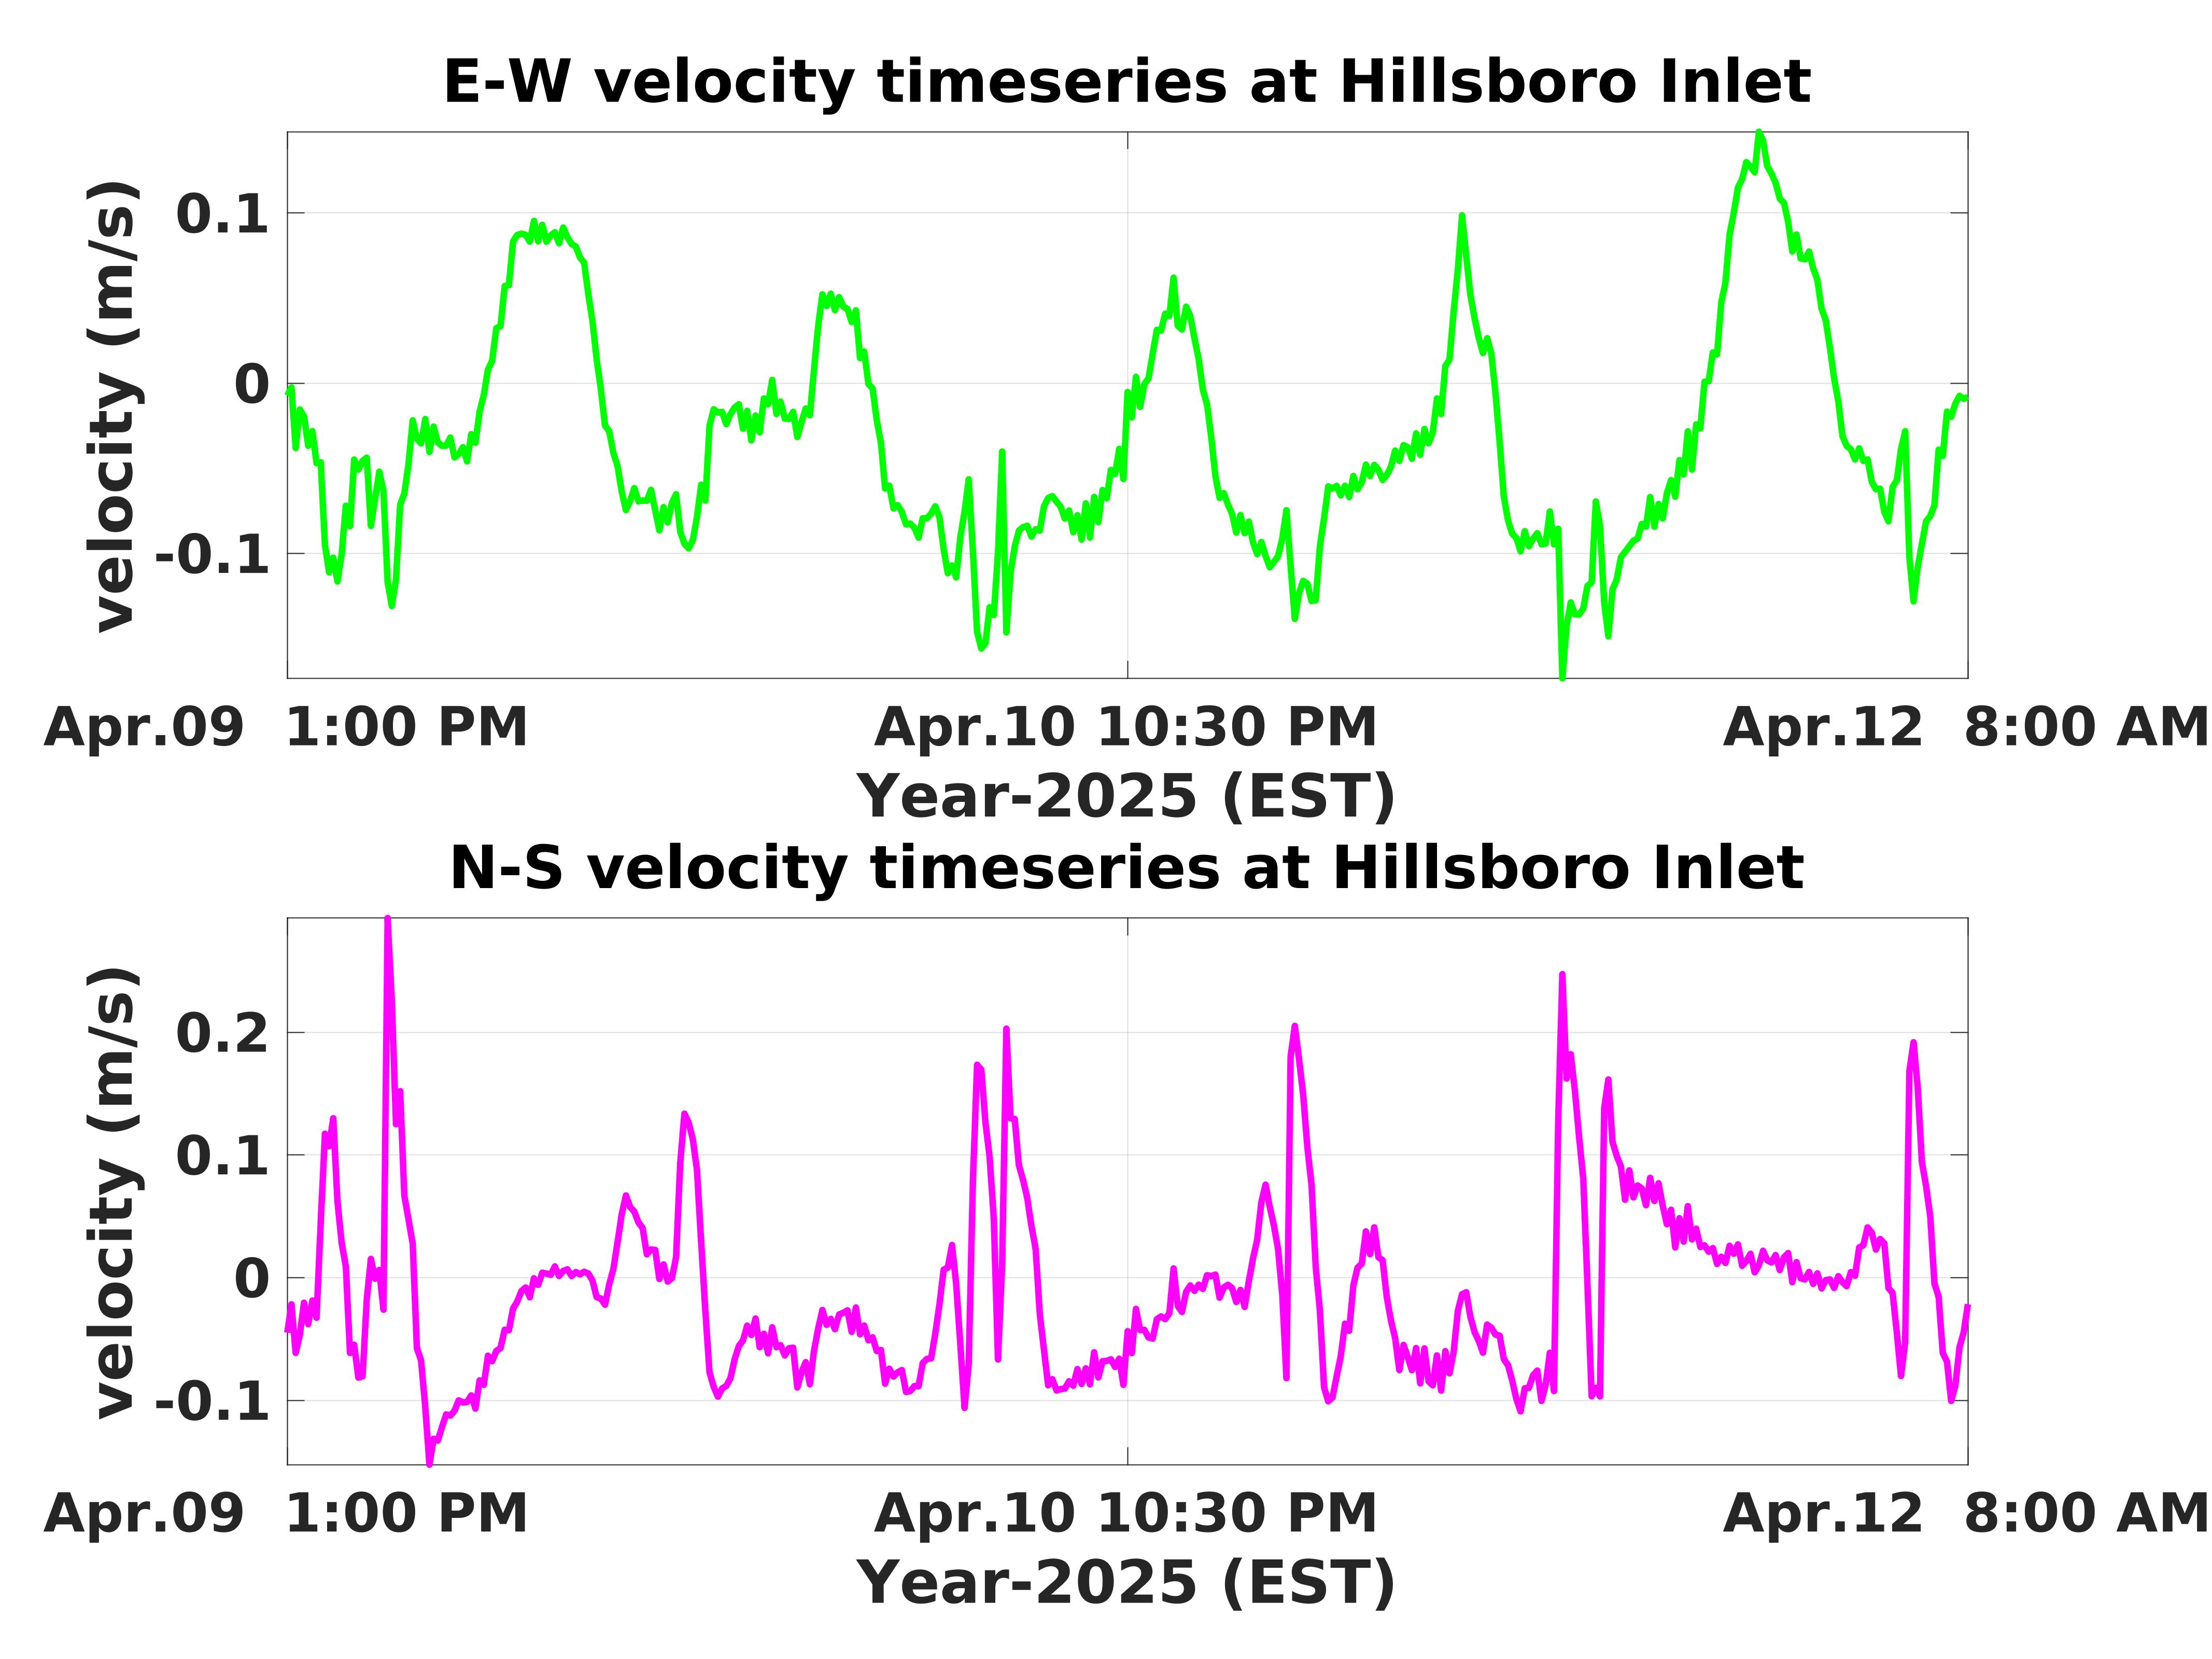 E-W velocity timeseries at Hillsboro Inlet
velocity (m/s)
0.1
0
-0.1
Apr.09  1:00 PM
Apr.10 10:30 PM
Apr.12  8:00 AM
Year-2025 (EST)
N-S velocity timeseries at Hillsboro Inlet
velocity (m/s)
0.2
0.1
0
-0.1
Apr.09  1:00 PM
Apr.10 10:30 PM
Apr.12  8:00 AM
Year-2025 (EST)